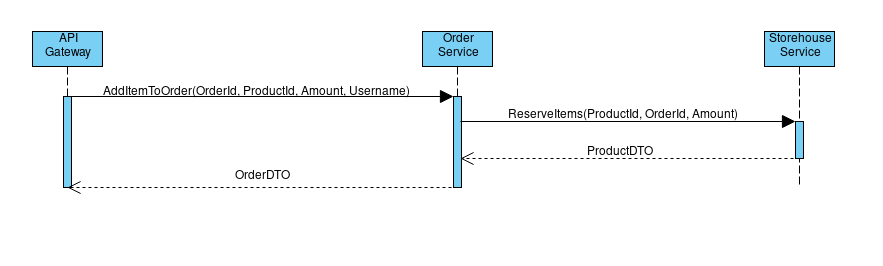 API
Gateway
Order
Service
Storehouse
Service
AddItemToOrder(OrderId, ProductId, Amount, Username)
ReserveItems(ProductId, OrderId, Amount)
ProductDTO
OrderDTO